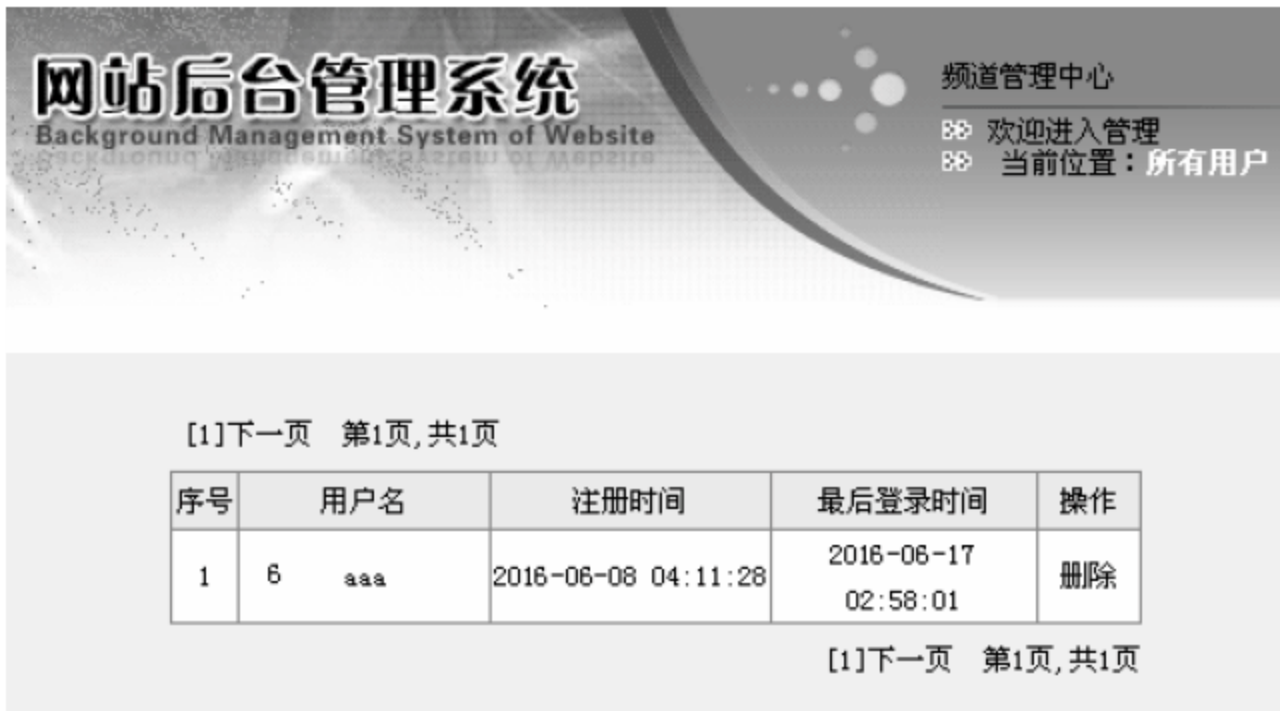 网站后台管理系统
Background Management System of Website
频道管理中心
欢迎进入管理
当前位置：所有用户
[1]下一页 第1页,共1页
序号 用户名 注册时间 最后登录时间 操作
1 6 aaa 2016-06-08 04:11:28 2016-06-17 02:58:01 删除
[1]下一页 第1页,共1页